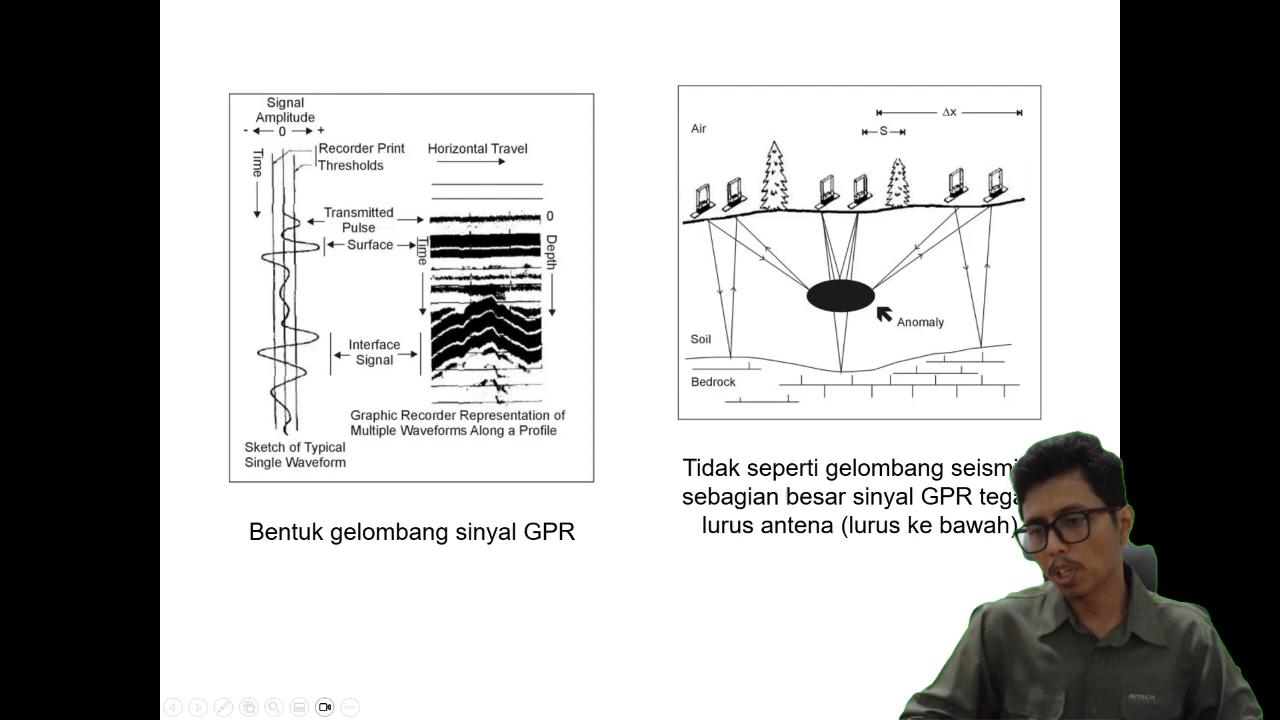 Signal
Amplitude
- 0 +
Time
Recorder Print
Thresholds
Horizontal Travel
Transmitted
Pulse
0
Surface
Time
Depth
Interface
Signal
Graphic Recorder Representation of
Multiple Waveforms Along a Profile
Sketch of Typical
Single Waveform
Bentuk gelombang sinyal GPR
Δx
Air
S
Anomaly
Soil
Bedrock
Tidak seperti gelombang
sebagian besar sinyal GPR
lurus antena (lurus ke bawah)